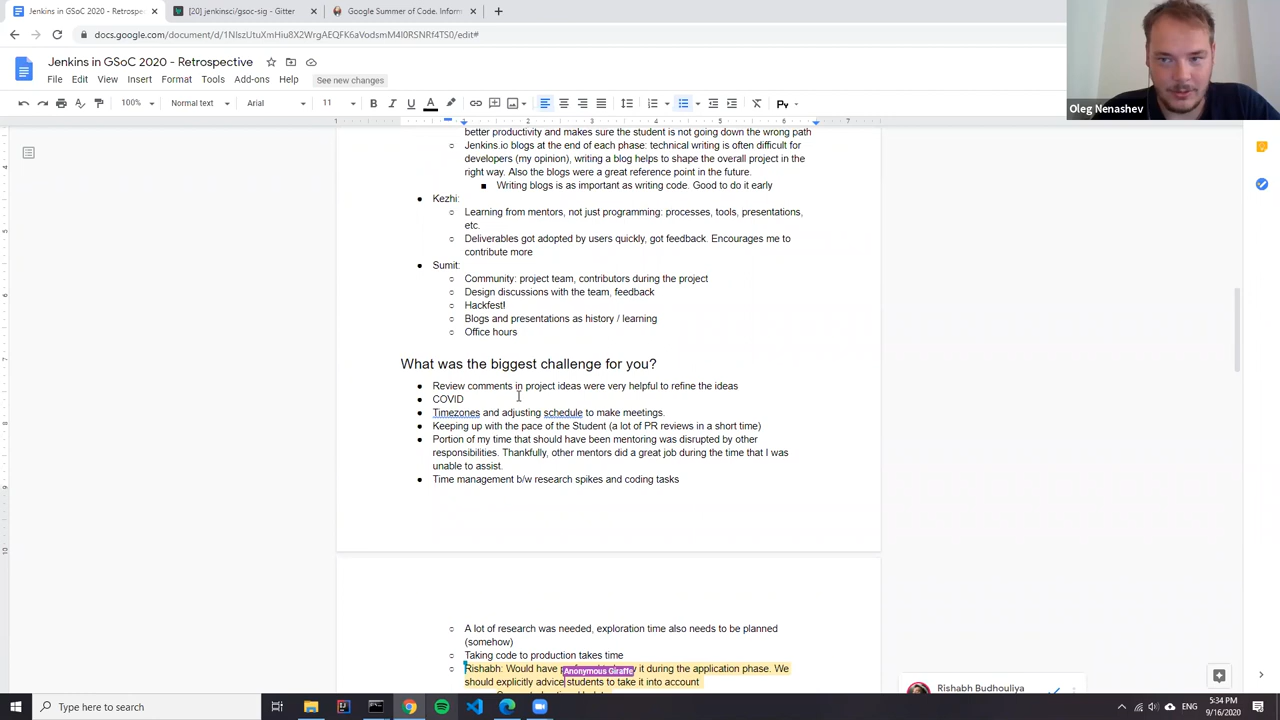 Jenkins in GSoC 2020 - Retrospec
[20] jenkinsci/gsoc-sig - Gitter
Google Summer of Code. Inform
docs.google.com/document/d/1NIszUtuXmHiu8X2WrgAEQFK6aVodsmM4I0RSNRf4TS0/edit#
Jenkins in GSoC 2020 - Retrospective
File Edit View Insert Format Tools Add-ons Help See new changes
100% Normal text Arial 11
Oleg Nenashev
better productivity and makes sure the student is not going down the wrong path
Jenkins.io blogs at the end of each phase: technical writing is often difficult for
developers (my opinion), writing a blog helps to shape the overall project in the
right way. Also the blogs were a great reference point in the future.
Writing blogs is as important as writing code. Good to do it early
Kezhi:
Learning from mentors, not just programming: processes, tools, presentations,
etc.
Deliverables got adopted by users quickly, got feedback. Encourages me to
contribute more
Sumit:
Community: project team, contributors during the project
Design discussions with the team, feedback
Hackfest!
Blogs and presentations as history / learning
Office hours
What was the biggest challenge for you?
Review comments in project ideas were very helpful to refine the ideas
COVID
Timezones and adjusting schedule to make meetings.
Keeping up with the pace of the Student (a lot of PR reviews in a short time)
Portion of my time that should have been mentoring was disrupted by other
responsibilities. Thankfully, other mentors did a great job during the time that I was
unable to assist.
Time management b/w research spikes and coding tasks
A lot of research was needed, exploration time also needs to be planned
(somehow)
Taking code to production takes time
Rishabh: Would have it during the application phase. We
Anonymous Giraffe
should explicitly advice students to take it into account
Rishabh Budhouliya
Type here to search
ENG
5:34 PM
9/16/2020